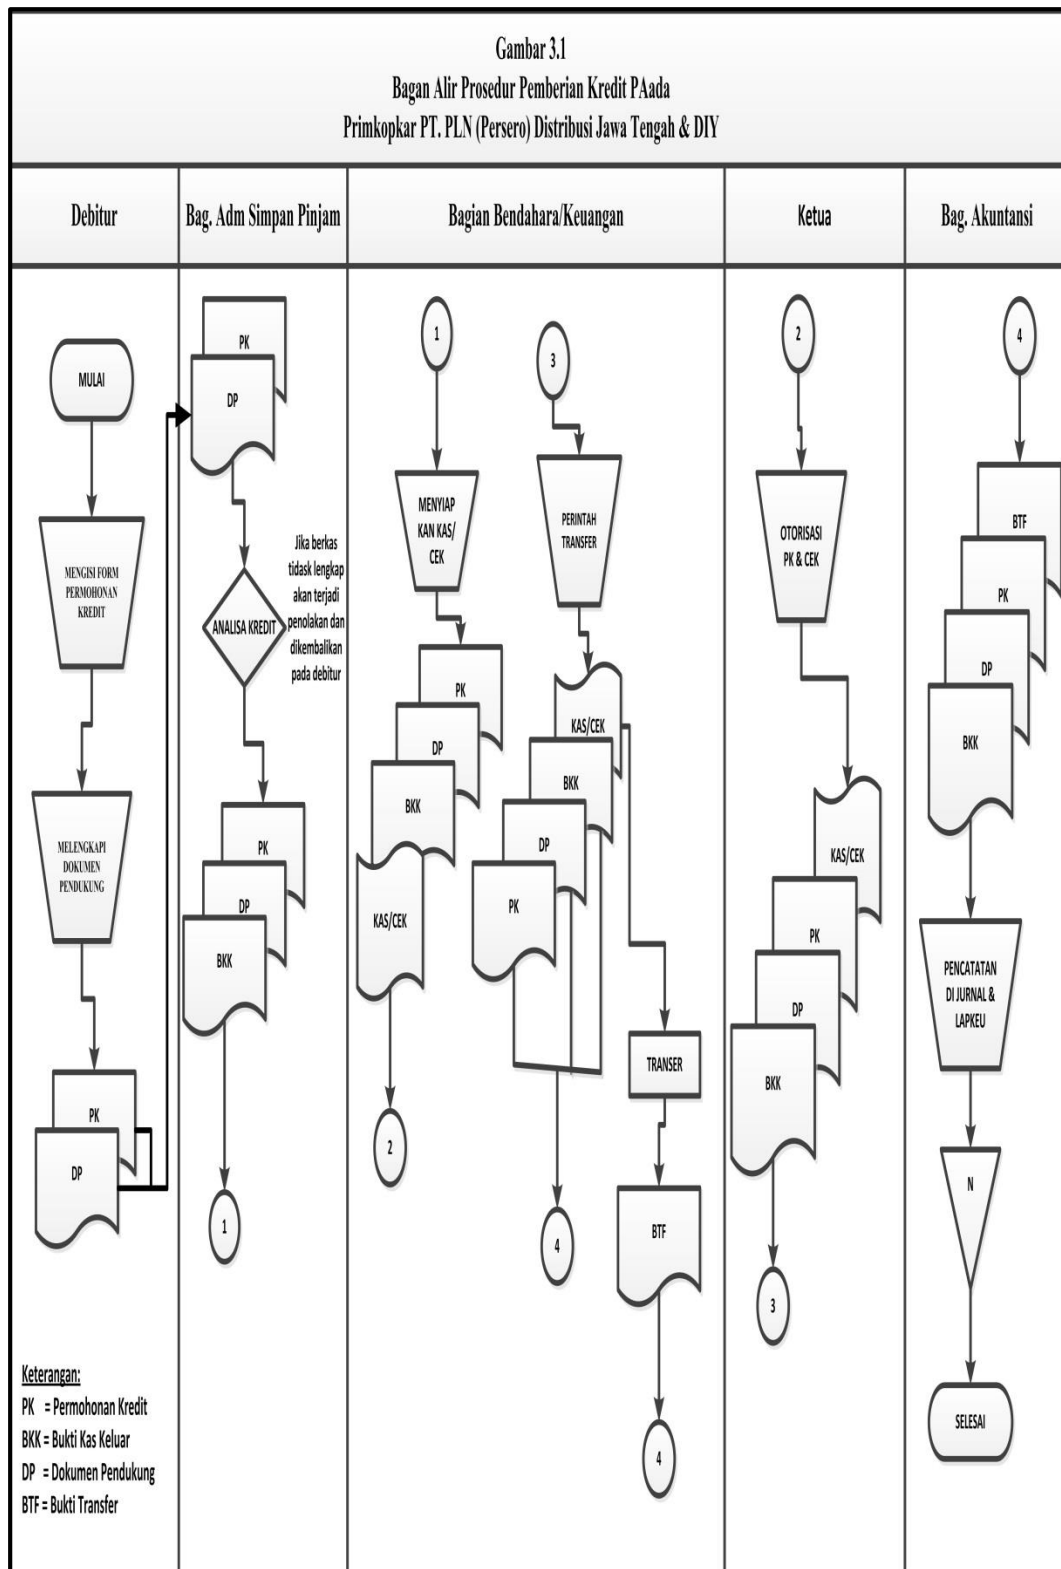 Gambar 3.1
Bagan Alir Prosedur Pemberian Kredit PAada
Primkopkar PT. PLN (Persero) Distribusi Jawa Tengah & DIY
Debitur
Bag. Adm Simpan Pinjam
Bagian Bendahara/Keuangan
Ketua
Bag. Akuntansi
MULAI
MENGISI FORM
PERMOHONAN
KREDIT
MELENGKAPI
DOKUMEN
PENDUKUNG
PK
DP
Keterangan:
PK = Permohonan Kredit
BKK = Bukti Kas Keluar
DP = Dokumen Pendukung
BTF = Bukti Transfer
PK
DP
ANALISA KREDIT
Jika berkas
tidask lengkap
akan terjadi
penolakan dan
dikembalikan
pada debitur
PK
DP
BKK
1
1
MENYIAP
KAN KAS/
CEK
PK
DP
BKK
KAS/CEK
2
3
PERINTAH
TRANSFER
KAS/CEK
BKK
DP
PK
4
TRANSER
BTF
4
2
OTORISASI
PK & CEK
KAS/CEK
PK
DP
BKK
3
4
BTF
PK
DP
BKK
PENCATATAN
DI JURNAL &
LAPKEU
N
SELESAI